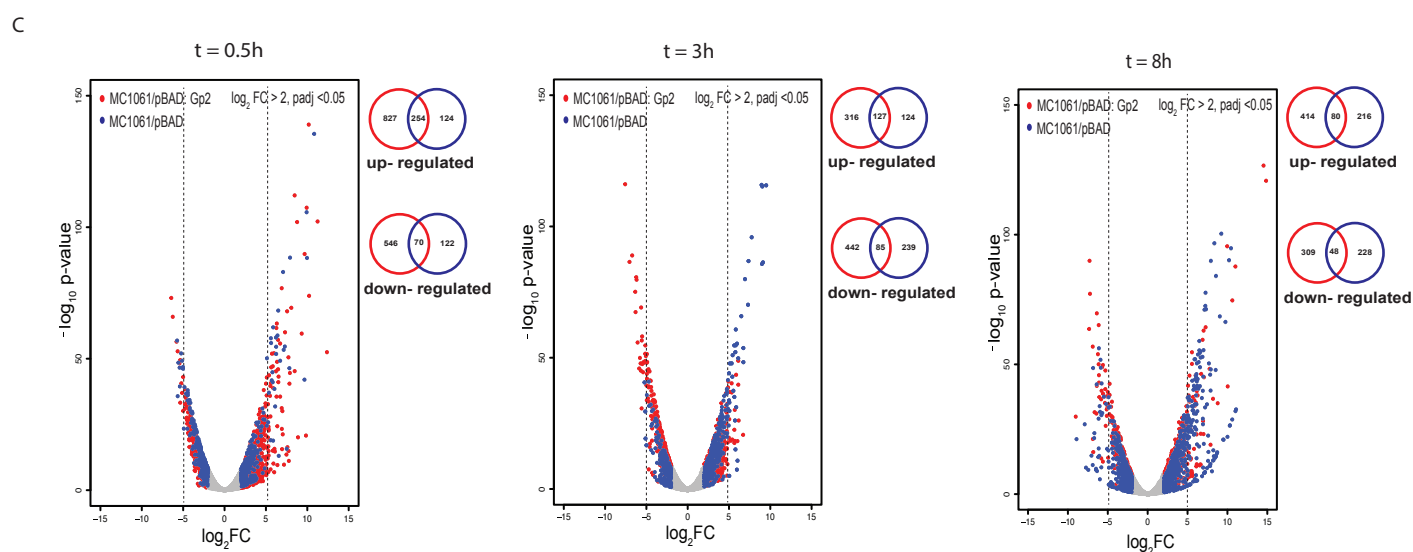 C
t = 0.5h
MC1061/pBAD: Gp2
log2 FC > 2, padj <0.05
MC1061/pBAD
827 254 124
up- regulated
546 70 122
down- regulated
- log10 p-value
0 50 100 150
−15 −10 −5 0 5 10 15
log2FC
t = 3h
MC1061/pBAD: Gp2
log2 FC > 2, padj <0.05
MC1061/pBAD
316 127 124
up- regulated
442 85 239
down- regulated
- log10 p-value
0 50 100 150
−15 −10 −5 0 5 10 15
log2FC
t = 8h
MC1061/pBAD: Gp2
log2 FC > 2, padj <0.05
MC1061/pBAD
414 80 216
up- regulated
309 48 228
down- regulated
- log10 p-value
0 50 100 150
−15 −10 −5 0 5 10 15
log2FC